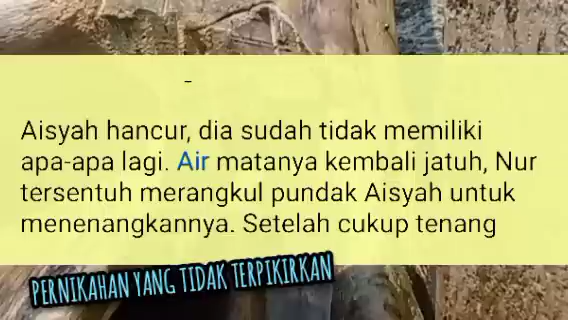 -
Aisyah hancur, dia sudah tidak memiliki
apa-apa lagi. Air matanya kembali jatuh, Nur
tersentuh merangkul pundak Aisyah untuk
menenangkannya. Setelah cukup tenang
PERNIKAHAN YANG TIDAK TERPIKIRKAN